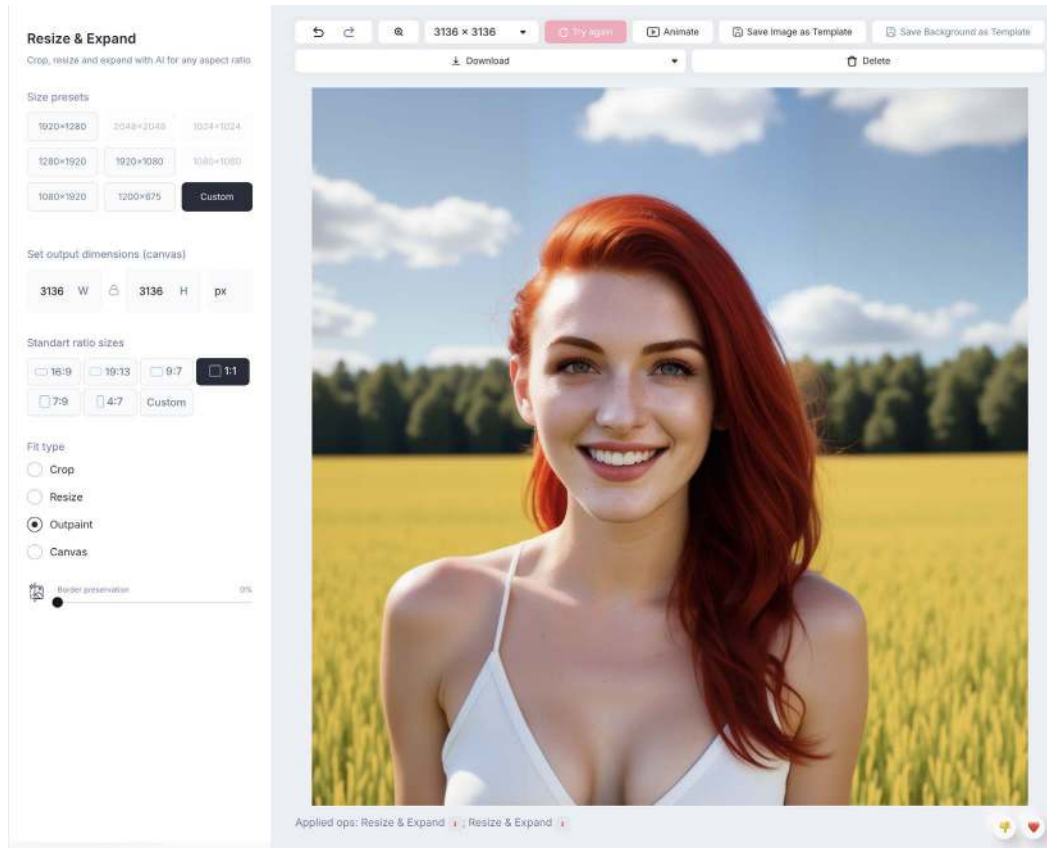 Resize & Expand
Crop, resize and expand with AI for any aspect ratio
Size presets
1920×1280 2048×2048 1024×1024
1280×1920 1920×1080 1080×1080
1080×1920 1200×675 Custom
Set output dimensions (canvas)
3136 W 3136 H px
Standart ratio sizes
16:9 19:13 9:7 1:1
7:9 4:7 Custom
Fit type
Crop
Resize
Outpaint
Canvas
Border preservation 0%
3136 × 3136 Try again Animate Save Image as Template Save Background as Template
Download Delete
Applied ops: Resize & Expand ; Resize & Expand